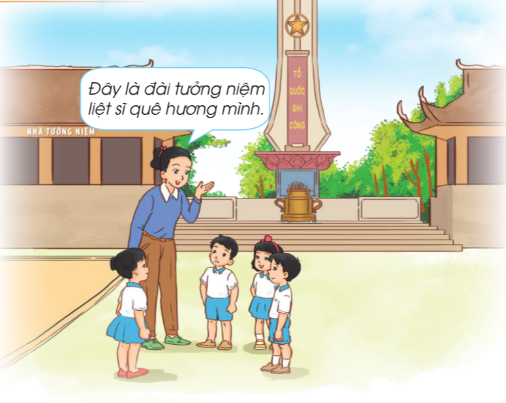 Đây là đài tưởng niệm
liệt sĩ quê hương mình.
TỔ
QUỐC
GHI
CÔNG
NHÀ TƯỞNG NIỆM